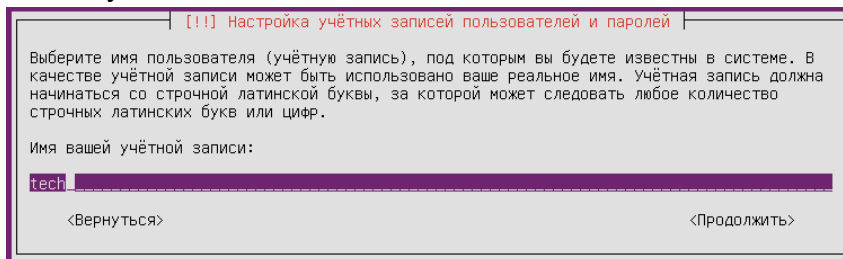 [!!] Настройка учётных записей пользователей и паролей
Выберите имя пользователя (учётную запись), под которым вы будете известны в системе. В
качестве учётной записи может быть использовано ваше реальное имя. Учётная запись должна
начинаться со строчной латинской буквы, за которой может следовать любое количество
строчных латинских букв или цифр.
Имя вашей учётной записи:
tech
<Вернуться> <Продолжить>